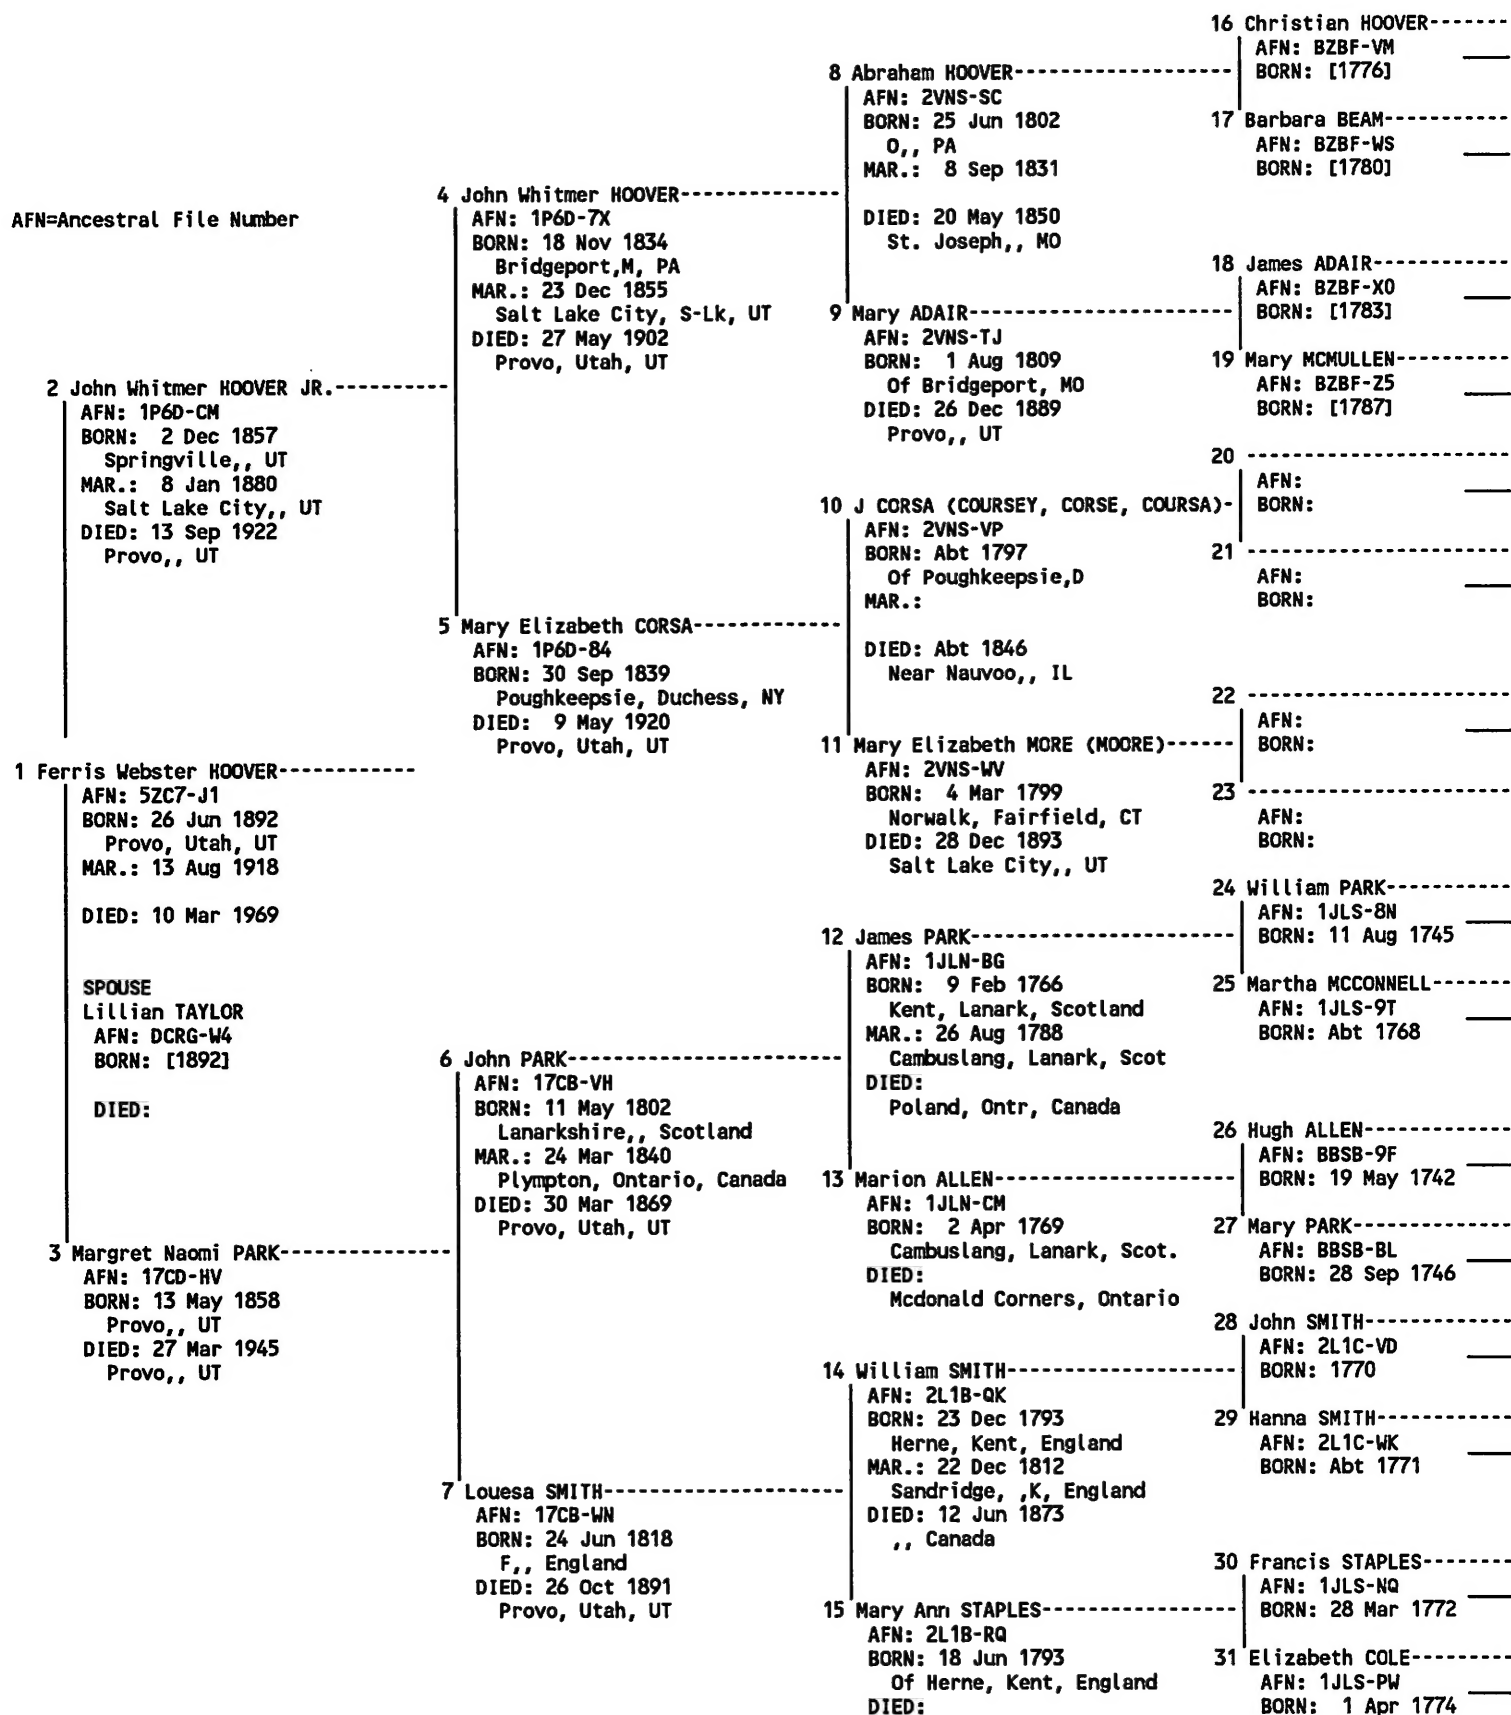 AFN=Ancestral File Number
2 John Whitmer HOOVER JR.----------
AFN: 1P6D-CM
BORN: 2 Dec 1857
Springville,, UT
MAR.: 8 Jan 1880
Salt Lake City,, UT
DIED: 13 Sep 1922
Provo,, UT
1 Ferris Webster HOOVER------------
AFN: 5ZC7-J1
BORN: 26 Jun 1892
Provo, Utah, UT
MAR.: 13 Aug 1918
DIED: 10 Mar 1969
SPOUSE
Lillian TAYLOR
AFN: DCRG-W4
BORN: [1892]
DIED:
3 Margret Naomi PARK---------------
AFN: 17CD-HV
BORN: 13 May 1858
Provo,, UT
DIED: 27 Mar 1945
Provo,, UT
4 John Whitmer HOOVER--------------
AFN: 1P6D-7X
BORN: 18 Nov 1834
Bridgeport,M, PA
MAR.: 23 Dec 1855
Salt Lake City, S-Lk, UT
DIED: 27 May 1902
Provo, Utah, UT
5 Mary Elizabeth CORSA-------------
AFN: 1P6D-84
BORN: 30 Sep 1839
Poughkeepsie, Duchess, NY
DIED: 9 May 1920
Provo, Utah, UT
6 John PARK------------------------
AFN: 17CB-VH
BORN: 11 May 1802
Lanarkshire,, Scotland
MAR.: 24 Mar 1840
Plympton, Ontario, Canada
DIED: 30 Mar 1869
Provo, Utah, UT
7 Louesa SMITH---------------------
AFN: 17CB-WN
BORN: 24 Jun 1818
F,, England
DIED: 26 Oct 1891
Provo, Utah, UT
8 Abraham HOOVER-------------------
AFN: 2VNS-SC
BORN: 25 Jun 1802
O,, PA
MAR.: 8 Sep 1831
DIED: 20 May 1850
St. Joseph,, MO
9 Mary ADAIR-----------------------
AFN: 2VNS-TJ
BORN: 1 Aug 1809
Of Bridgeport, MO
DIED: 26 Dec 1889
Provo,, UT
10 J CORSA (COURSEY, CORSE, COURSA)-
AFN: 2VNS-VP
BORN: Abt 1797
Of Poughkeepsie,D
MAR.:
DIED: Abt 1846
Near Nauvoo,, IL
11 Mary Elizabeth MORE (MOORE)------
AFN: 2VNS-WV
BORN: 4 Mar 1799
Norwalk, Fairfield, CT
DIED: 28 Dec 1893
Salt Lake City,, UT
12 James PARK-----------------------
AFN: 1JLN-BG
BORN: 9 Feb 1766
Kent, Lanark, Scotland
MAR.: 26 Aug 1788
Cambuslang, Lanark, Scot
DIED:
Poland, Ontr, Canada
13 Marion ALLEN---------------------
AFN: 1JLN-CM
BORN: 2 Apr 1769
Cambuslang, Lanark, Scot.
DIED:
Mcdonald Corners, Ontario
14 William SMITH--------------------
AFN: 2L1B-QK
BORN: 23 Dec 1793
Herne, Kent, England
MAR.: 22 Dec 1812
Sandridge, ,K, England
DIED: 12 Jun 1873
,, Canada
15 Mary Ann STAPLES-----------------
AFN: 2L1B-RQ
BORN: 18 Jun 1793
Of Herne, Kent, England
DIED:
16 Christian HOOVER-------
AFN: BZBF-VM
BORN: [1776]
17 Barbara BEAM-----------
AFN: BZBF-WS
BORN: [1780]
18 James ADAIR------------
AFN: BZBF-X0
BORN: [1783]
19 Mary MCMULLEN----------
AFN: BZBF-Z5
BORN: [1787]
20 -----------------------
AFN:
BORN:
21 -----------------------
AFN:
BORN:
22 -----------------------
AFN:
BORN:
23 -----------------------
AFN:
BORN:
24 William PARK-----------
AFN: 1JLS-8N
BORN: 11 Aug 1745
25 Martha MCCONNELL-------
AFN: 1JLS-9T
BORN: Abt 1768
26 Hugh ALLEN-------------
AFN: BBSB-9F
BORN: 19 May 1742
27 Mary PARK--------------
AFN: BBSB-BL
BORN: 28 Sep 1746
28 John SMITH-------------
AFN: 2L1C-VD
BORN: 1770
29 Hanna SMITH------------
AFN: 2L1C-WK
BORN: Abt 1771
30 Francis STAPLES--------
AFN: 1JLS-NQ
BORN: 28 Mar 1772
31 Elizabeth COLE---------
AFN: 1JLS-PW
BORN: 1 Apr 1774